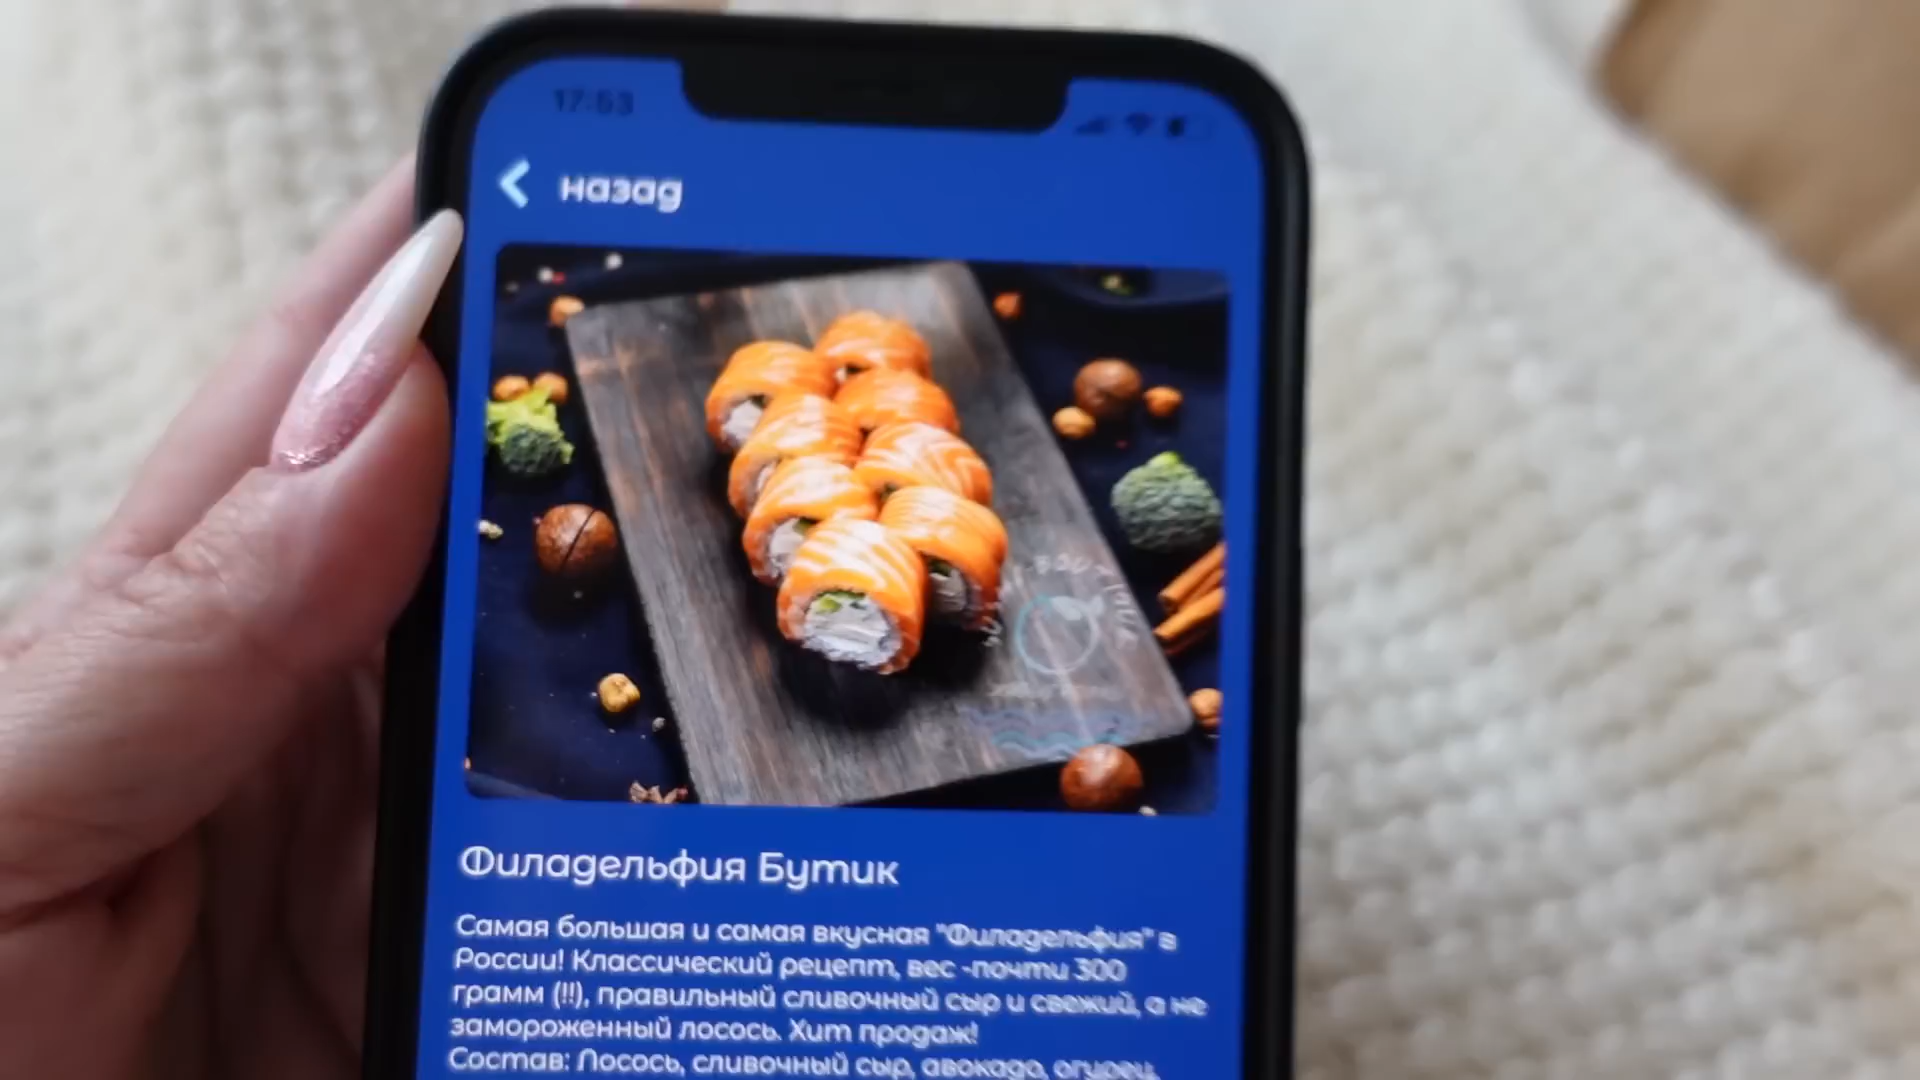 17:53
назад
Филадельфия Бутик
Самая большая и самая вкусная "Филадельфия" в
России! Классический рецепт, вес -почти 300
грамм (!!), правильный сливочный сыр и свежий, а не
замороженный лосось. Хит продаж!
Состав: Лосось, сливочный сыр, авокадо, огурец,